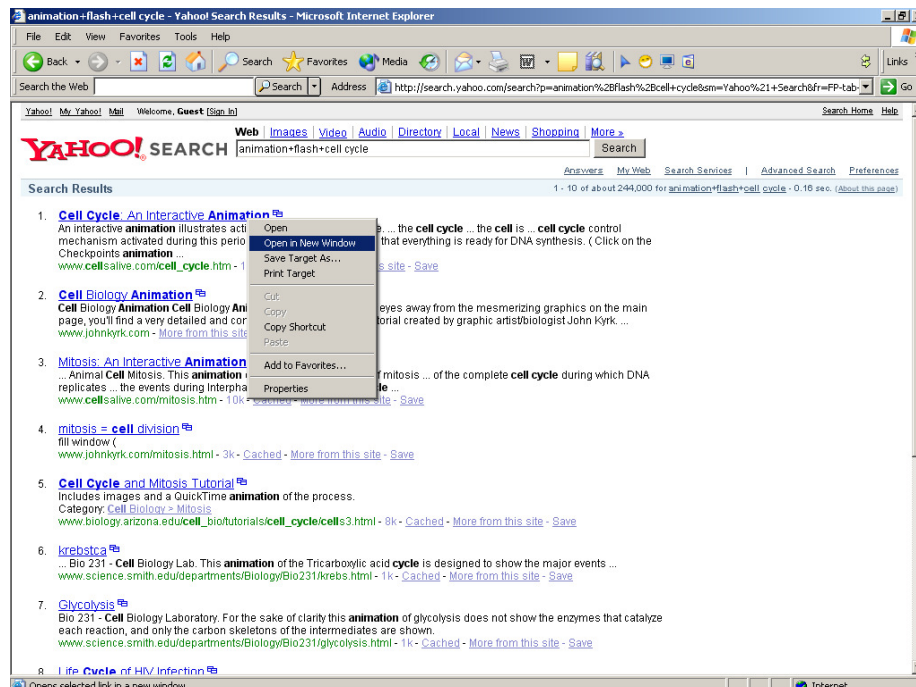 animation+flash+cell cycle - Yahoo! Search Results - Microsoft Internet Explorer
File Edit View Favorites Tools Help
Back Search Favorites Media Links
Search the Web Search Address http://search.yahoo.com/search?p=animation%2Bflash%2Bcell+cycle&sm=Yahoo%21+Search&fr=FP-tab- Go
Yahoo! My Yahoo! Mail Welcome, Guest [Sign In] Search Home Help
Web | Images | Video | Audio | Directory | Local | News | Shopping | More »
YAHOO! SEARCH animation+flash+cell cycle Search
Answers My Web Search Services | Advanced Search Preferences
Search Results 1 - 10 of about 244,000 for animation+flash+cell cycle - 0.16 sec. (About this page)
1. Cell Cycle: An Interactive Animation
An interactive animation illustrates acti e. ... the cell cycle ... the cell is ... cell cycle control
mechanism activated during this perio that everything is ready for DNA synthesis. ( Click on the
Checkpoints animation ...
www.cellsalive.com/cell_cycle.htm - 1 s site - Save
Open
Open in New Window
Save Target As...
Print Target
Cut
Copy
Copy Shortcut
Paste
Add to Favorites...
Properties
2. Cell Biology Animation
Cell Biology Animation Cell Biology Ani eyes away from the mesmerizing graphics on the main
page, you'll find a very detailed and cor torial created by graphic artist/biologist John Kyrk. ...
www.johnkyrk.com - More from this site
3. Mitosis: An Interactive Animation
... Animal Cell Mitosis. This animation f mitosis ... of the complete cell cycle during which DNA
replicates ... the events during Interpha le ...
www.cellsalive.com/mitosis.htm - 10k - Cached - More from this site - Save
4. mitosis = cell division
fill window (
www.johnkyrk.com/mitosis.html - 3k - Cached - More from this site - Save
5. Cell Cycle and Mitosis Tutorial
Includes images and a QuickTime animation of the process.
Category: Cell Biology > Mitosis
www.biology.arizona.edu/cell_bio/tutorials/cell_cycle/cells3.html - 8k - Cached - More from this site - Save
6. krebstca
... Bio 231 - Cell Biology Lab. This animation of the Tricarboxylic acid cycle is designed to show the major events ...
www.science.smith.edu/departments/Biology/Bio231/krebs.html - 1k - Cached - More from this site - Save
7. Glycolysis
Bio 231 - Cell Biology Laboratory. For the sake of clarity this animation of glycolysis does not show the enzymes that catalyze
each reaction, and only the carbon skeletons of the intermediates are shown.
www.science.smith.edu/departments/Biology/Bio231/glycolysis.html - 1k - Cached - More from this site - Save
8. Life Cycle of HIV Infection
Opens selected link in a new window Internet